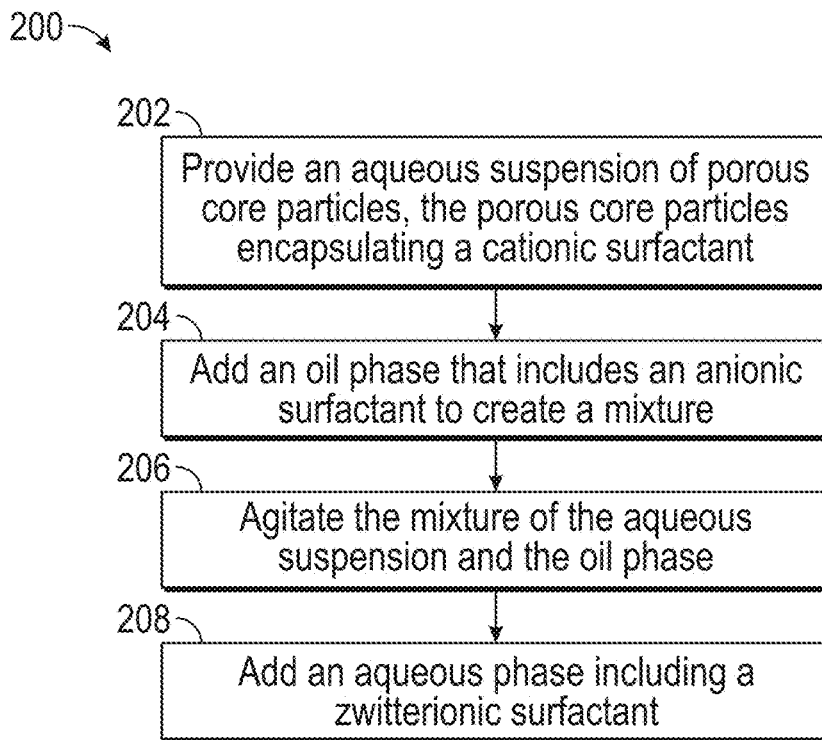 200
202
Provide an aqueous suspension of porous
core particles, the porous core particles
encapsulating a cationic surfactant
204
Add an oil phase that includes an anionic
surfactant to create a mixture
206
Agitate the mixture of the aqueous
suspension and the oil phase
208
Add an aqueous phase including a
zwitterionic surfactant